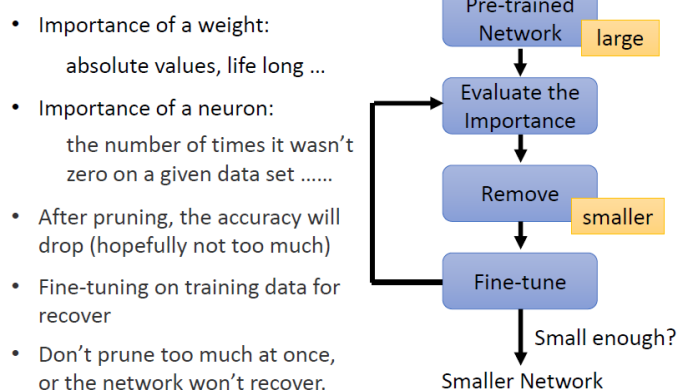 • Importance of a weight:
absolute values, life long …
• Importance of a neuron:
the number of times it wasn’t
zero on a given data set ……
• After pruning, the accuracy will
drop (hopefully not too much)
• Fine-tuning on training data for
recover
• Don’t prune too much at once,
or the network won’t recover.
Pre-trained
Network
large
Evaluate the
Importance
Remove
smaller
Fine-tune
Small enough?
Smaller Network